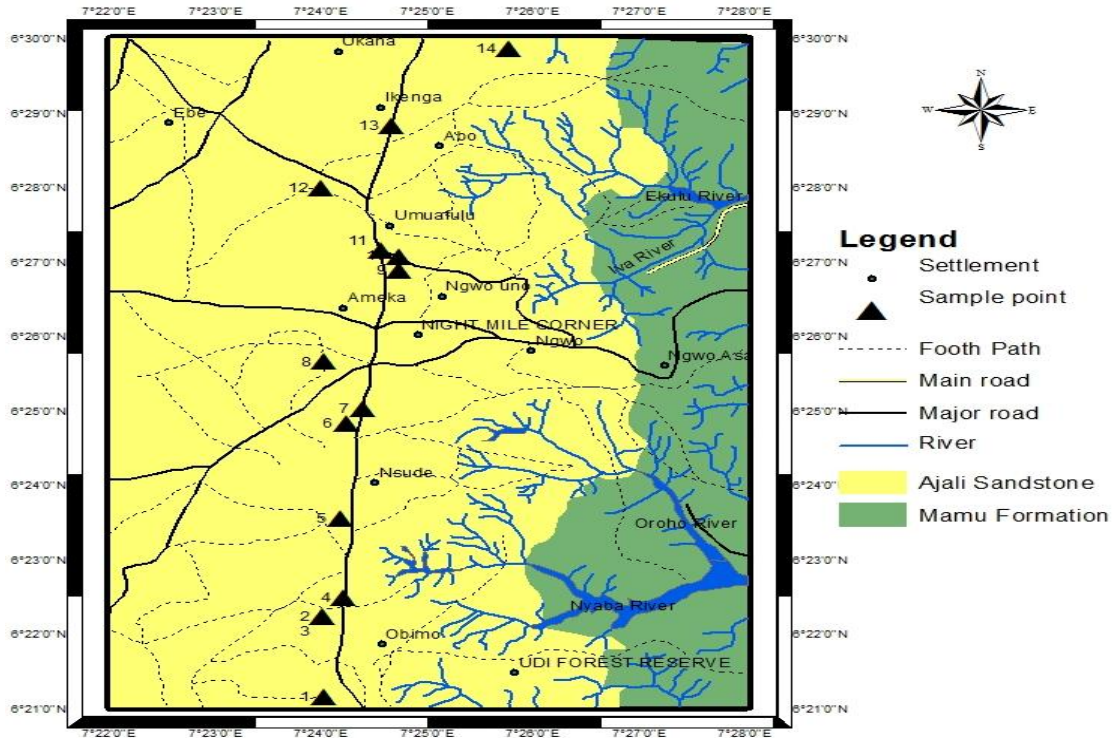 7°22'0"E 7°23'0"E 7°24'0"E 7°25'0"E 7°26'0"E 7°27'0"E 7°28'0"E
6°30'0"N 6°30'0"N
Ukana
14
Ikenga
6°29'0"N 6°29'0"N
Ebe
13
Abo
6°28'0"N 6°28'0"N
12
Ekulu River
Umuafulu
11
6°27'0"N 6°27'0"N
9
Iva River
Ngwo uno
Ameka
NIGHT MILE CORNER
6°26'0"N 6°26'0"N
Ngwo
8
Ngwo Asa
7
6°25'0"N 6°25'0"N
6
Nsude
6°24'0"N 6°24'0"N
5
Oroho River
6°23'0"N 6°23'0"N
4
Nyaba River
2
3
6°22'0"N 6°22'0"N
Obimo
UDI FOREST RESERVE
1
6°21'0"N 6°21'0"N
7°22'0"E 7°23'0"E 7°24'0"E 7°25'0"E 7°26'0"E 7°27'0"E 7°28'0"E
N
W E
S
Legend
Settlement
Sample point
Footh Path
Main road
Major road
River
Ajali Sandstone
Mamu Formation